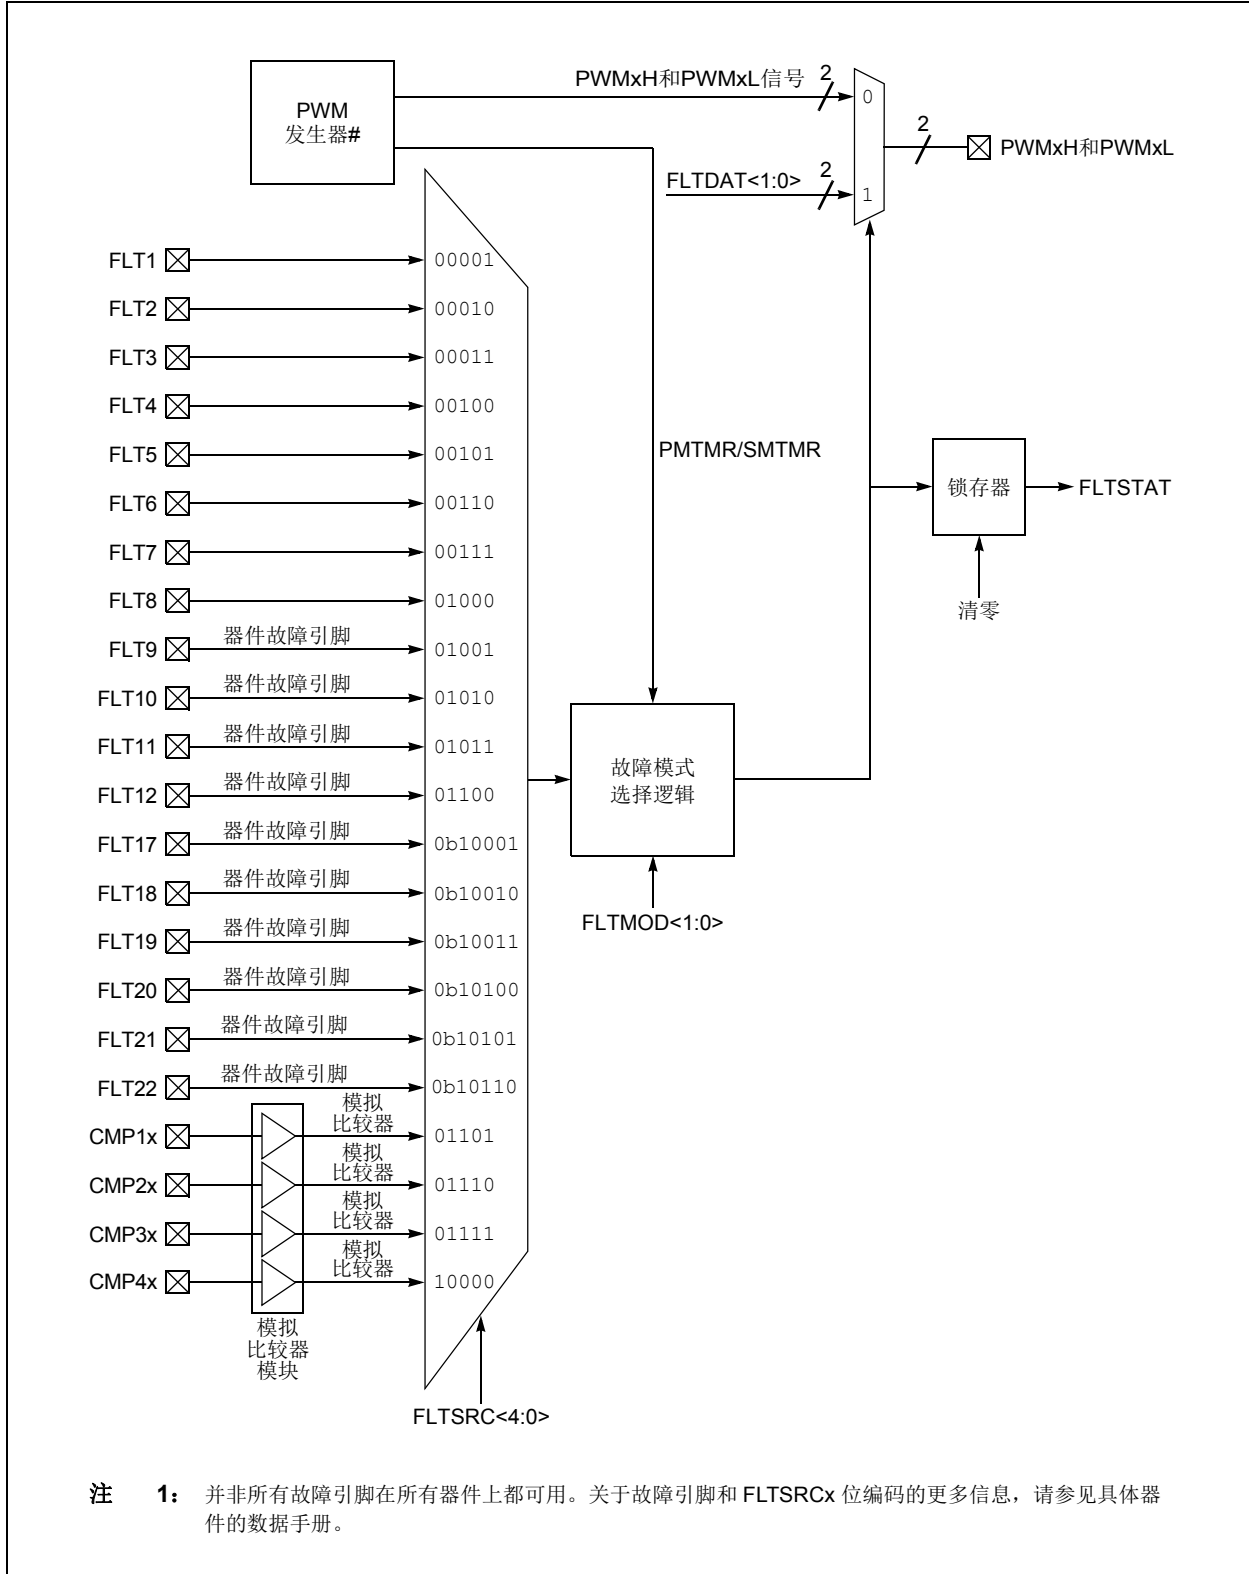 PWM
发生器#
PWMxH和PWMxL信号
2
0
2
PWMxH和PWMxL
FLTDAT<1:0>
2
1
FLT1
00001
FLT2
00010
FLT3
00011
FLT4
00100
FLT5
00101
PMTMR/SMTMR
FLT6
00110
锁存器
FLTSTAT
FLT7
00111
FLT8
01000
清零
FLT9
器件故障引脚
01001
FLT10
器件故障引脚
01010
FLT11
器件故障引脚
01011
FLT12
器件故障引脚
01100
故障模式
选择逻辑
FLT17
器件故障引脚
0b10001
FLT18
器件故障引脚
0b10010
FLTMOD<1:0>
FLT19
器件故障引脚
0b10011
FLT20
器件故障引脚
0b10100
FLT21
器件故障引脚
0b10101
FLT22
器件故障引脚
0b10110
CMP1x
模拟
比较器
01101
CMP2x
模拟
比较器
01110
CMP3x
模拟
比较器
01111
CMP4x
模拟
比较器
10000
模拟
比较器
模块
FLTSRC<4:0>
注 1： 并非所有故障引脚在所有器件上都可用。关于故障引脚和 FLTSRCx 位编码的更多信息，请参见具体器
件的数据手册。